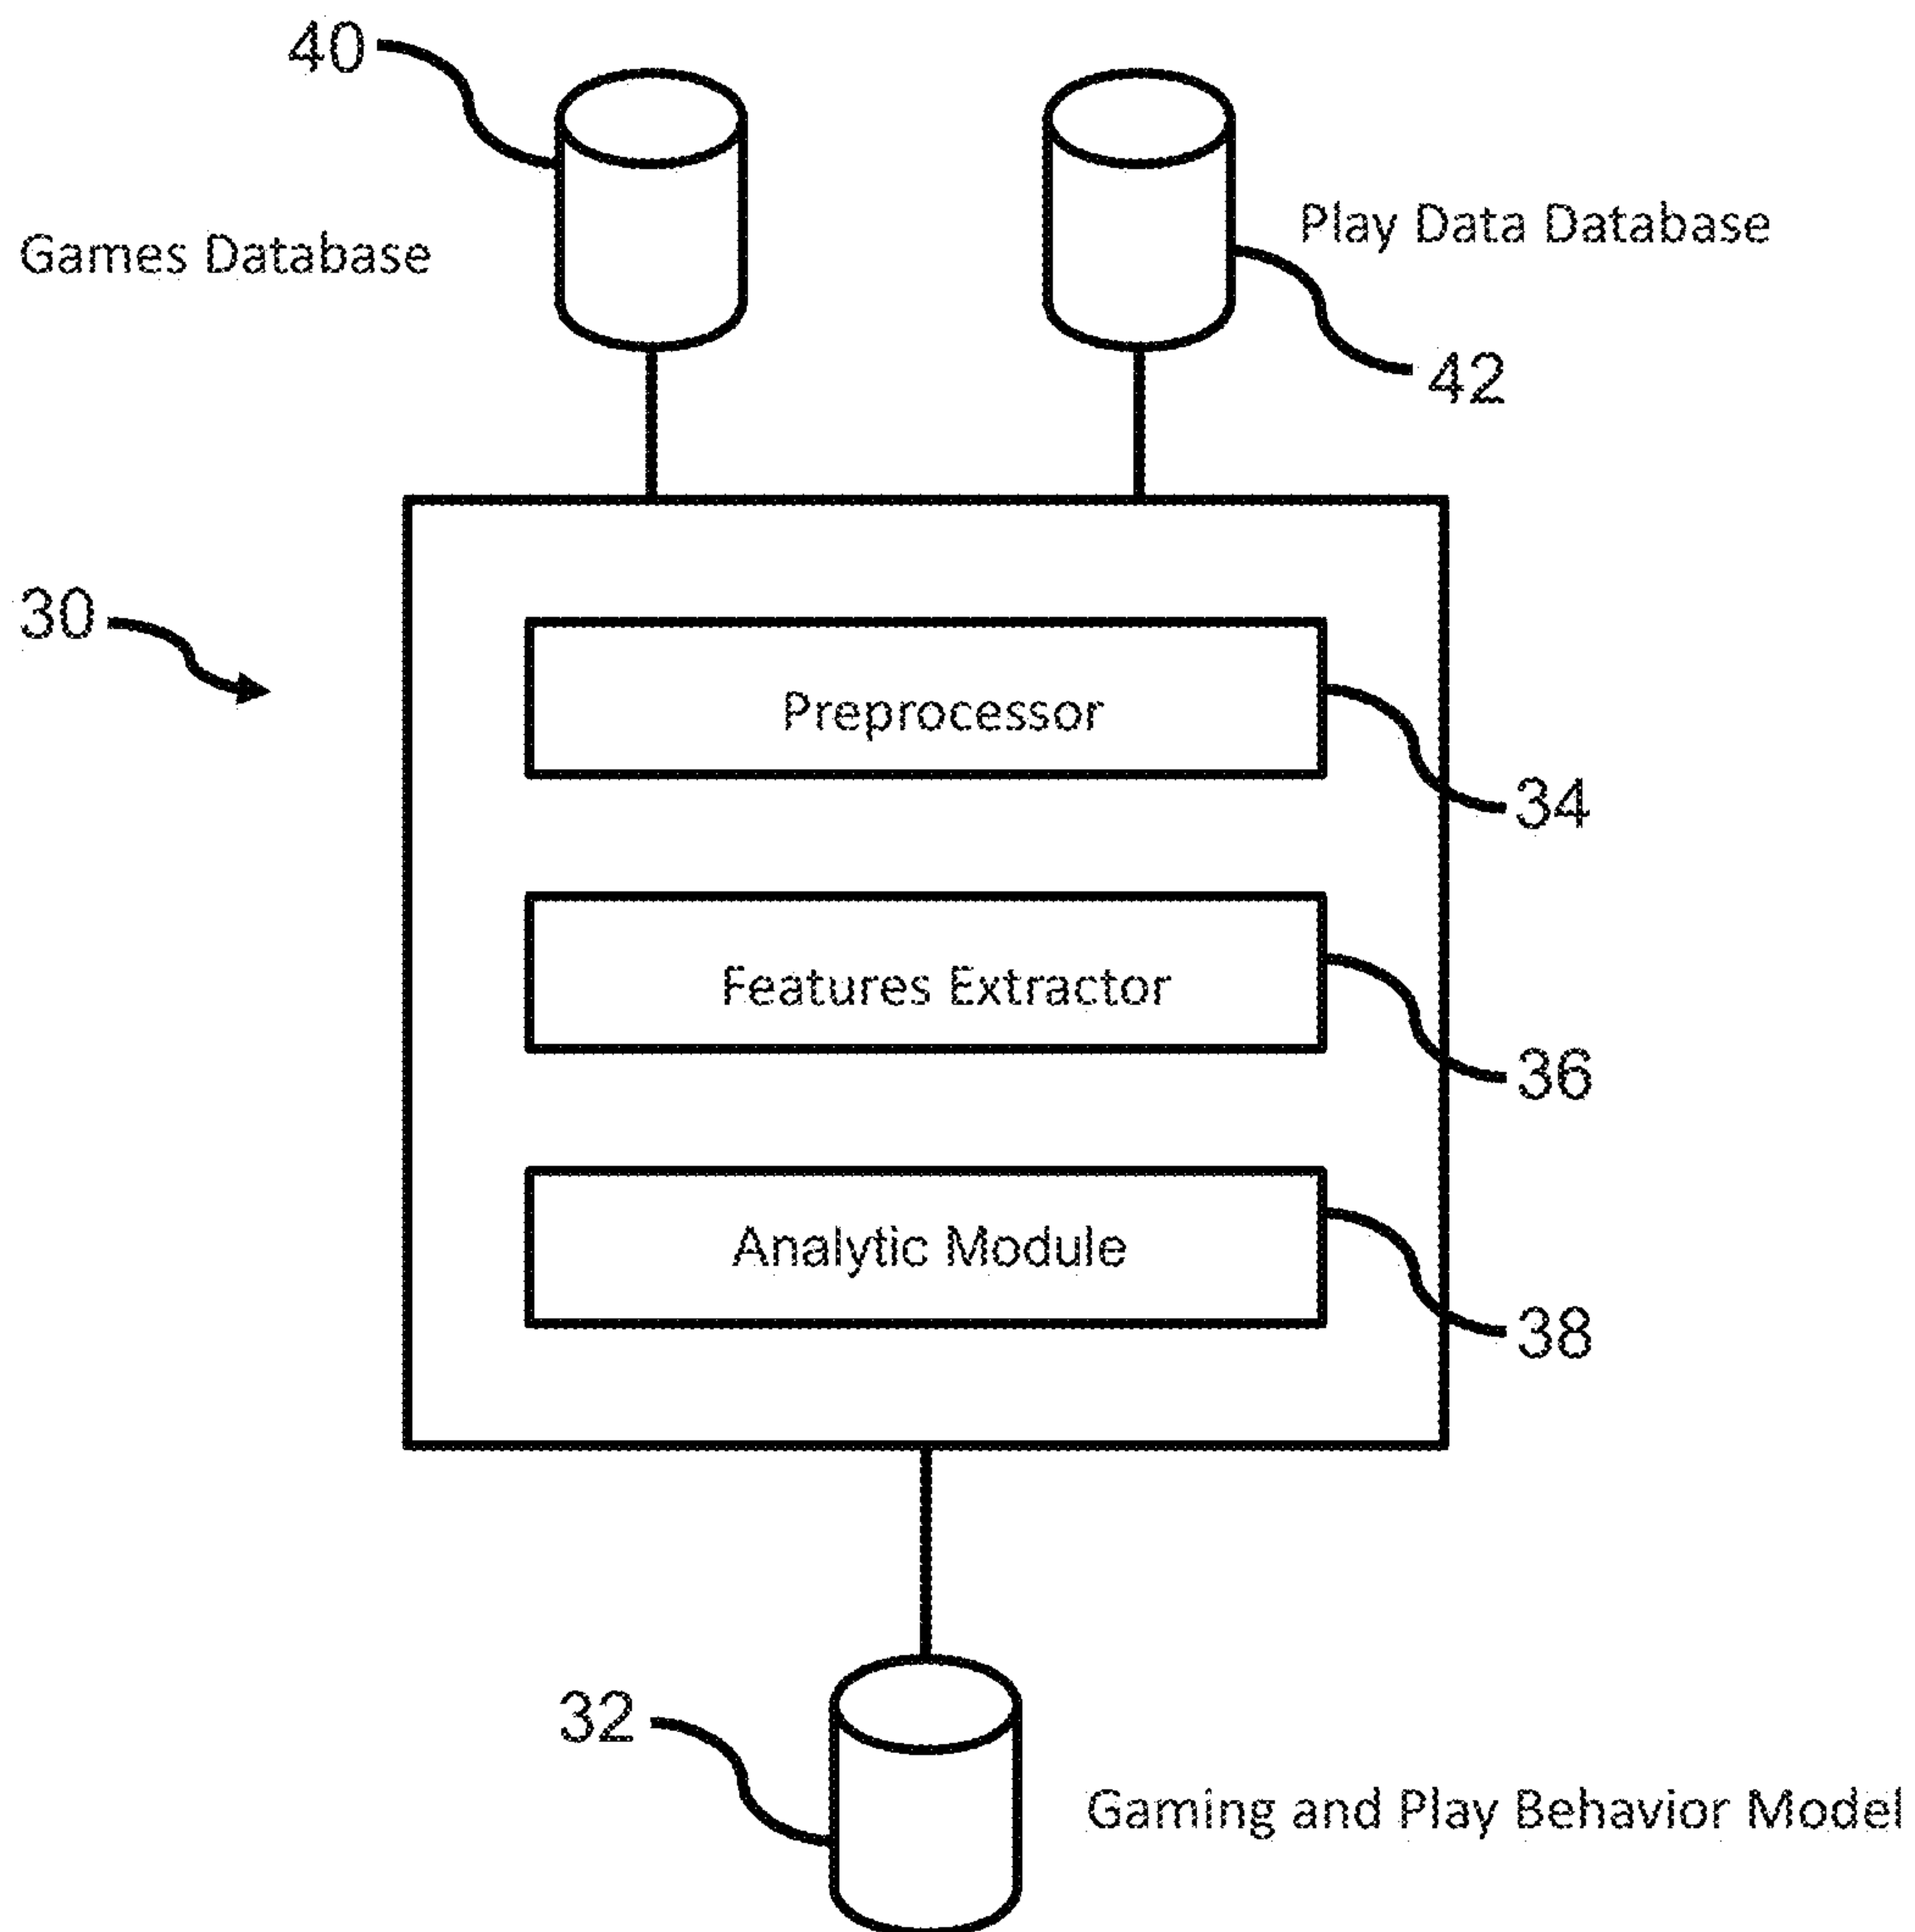 40
Games Database
Play Data Database
42
30
Preprocessor
34
Features Extractor
36
Analytic Module
38
32
Gaming and Play Behavior Model